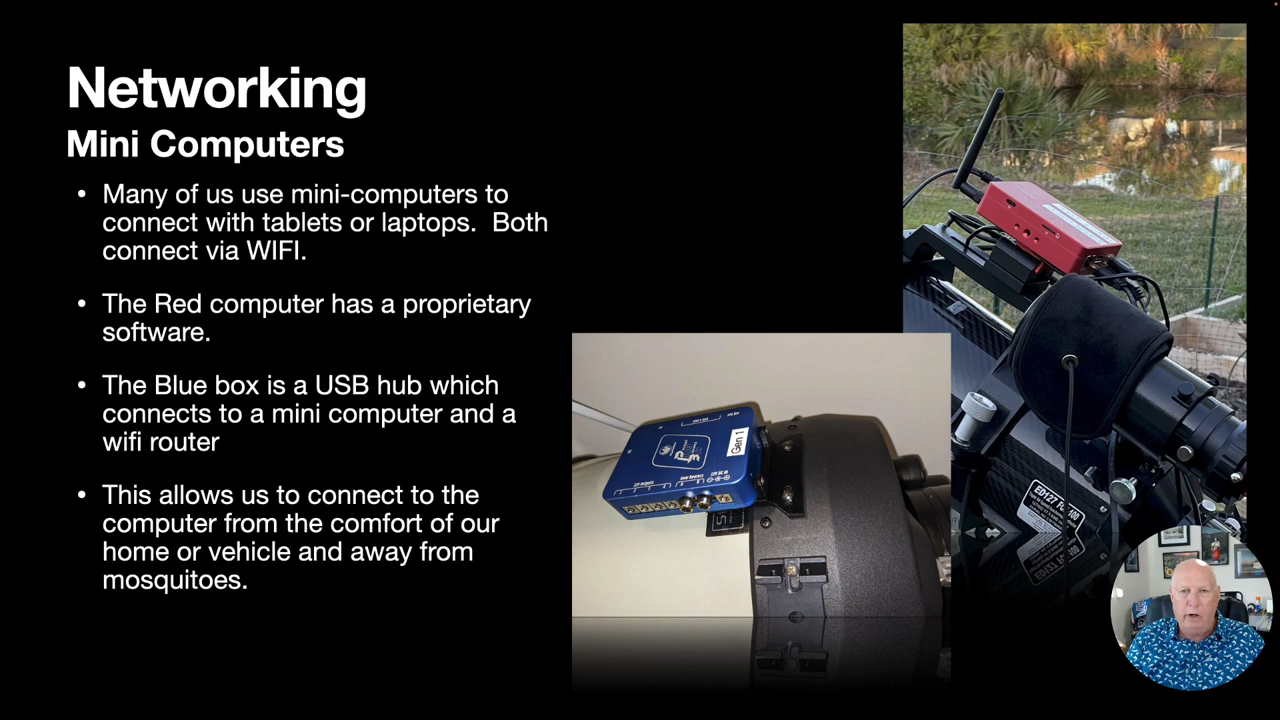 Networking
Mini Computers
• Many of us use mini-computers to
connect with tablets or laptops.  Both
connect via WIFI.
• The Red computer has a proprietary
software.
• The Blue box is a USB hub which
connects to a mini computer and a
wifi router
• This allows us to connect to the
computer from the comfort of our
home or vehicle and away from
mosquitoes.
Gen 1